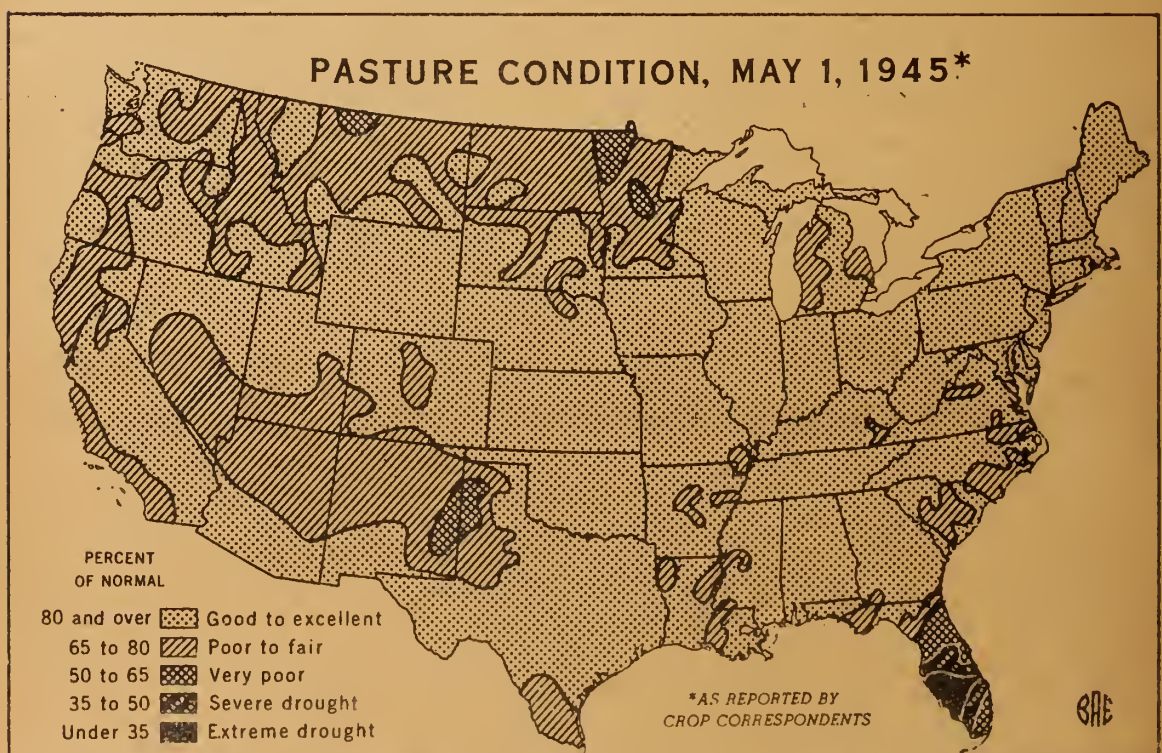 PASTURE CONDITION, MAY 1, 1945*
PERCENT
OF NORMAL
80 and over Good to excellent
65 to 80 Poor to fair
50 to 65 Very poor
35 to 50 Severe drought
Under 35 Extreme drought
*AS REPORTED BY
CROP CORRESPONDENTS
BAE